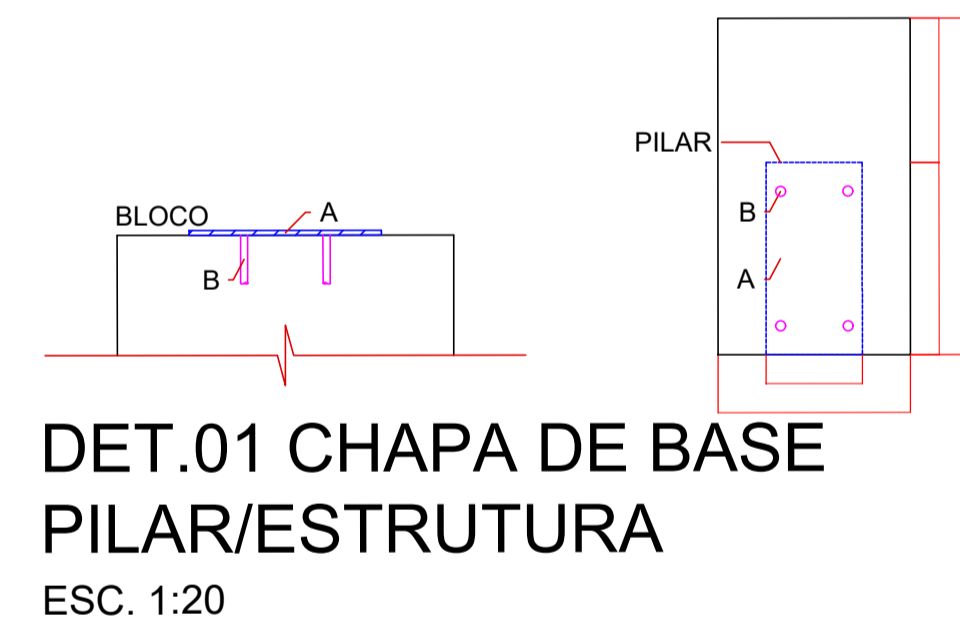 BLOCO
A
B
PILAR
B
A
DET.01 CHAPA DE BASE
PILAR/ESTRUTURA
ESC. 1:20